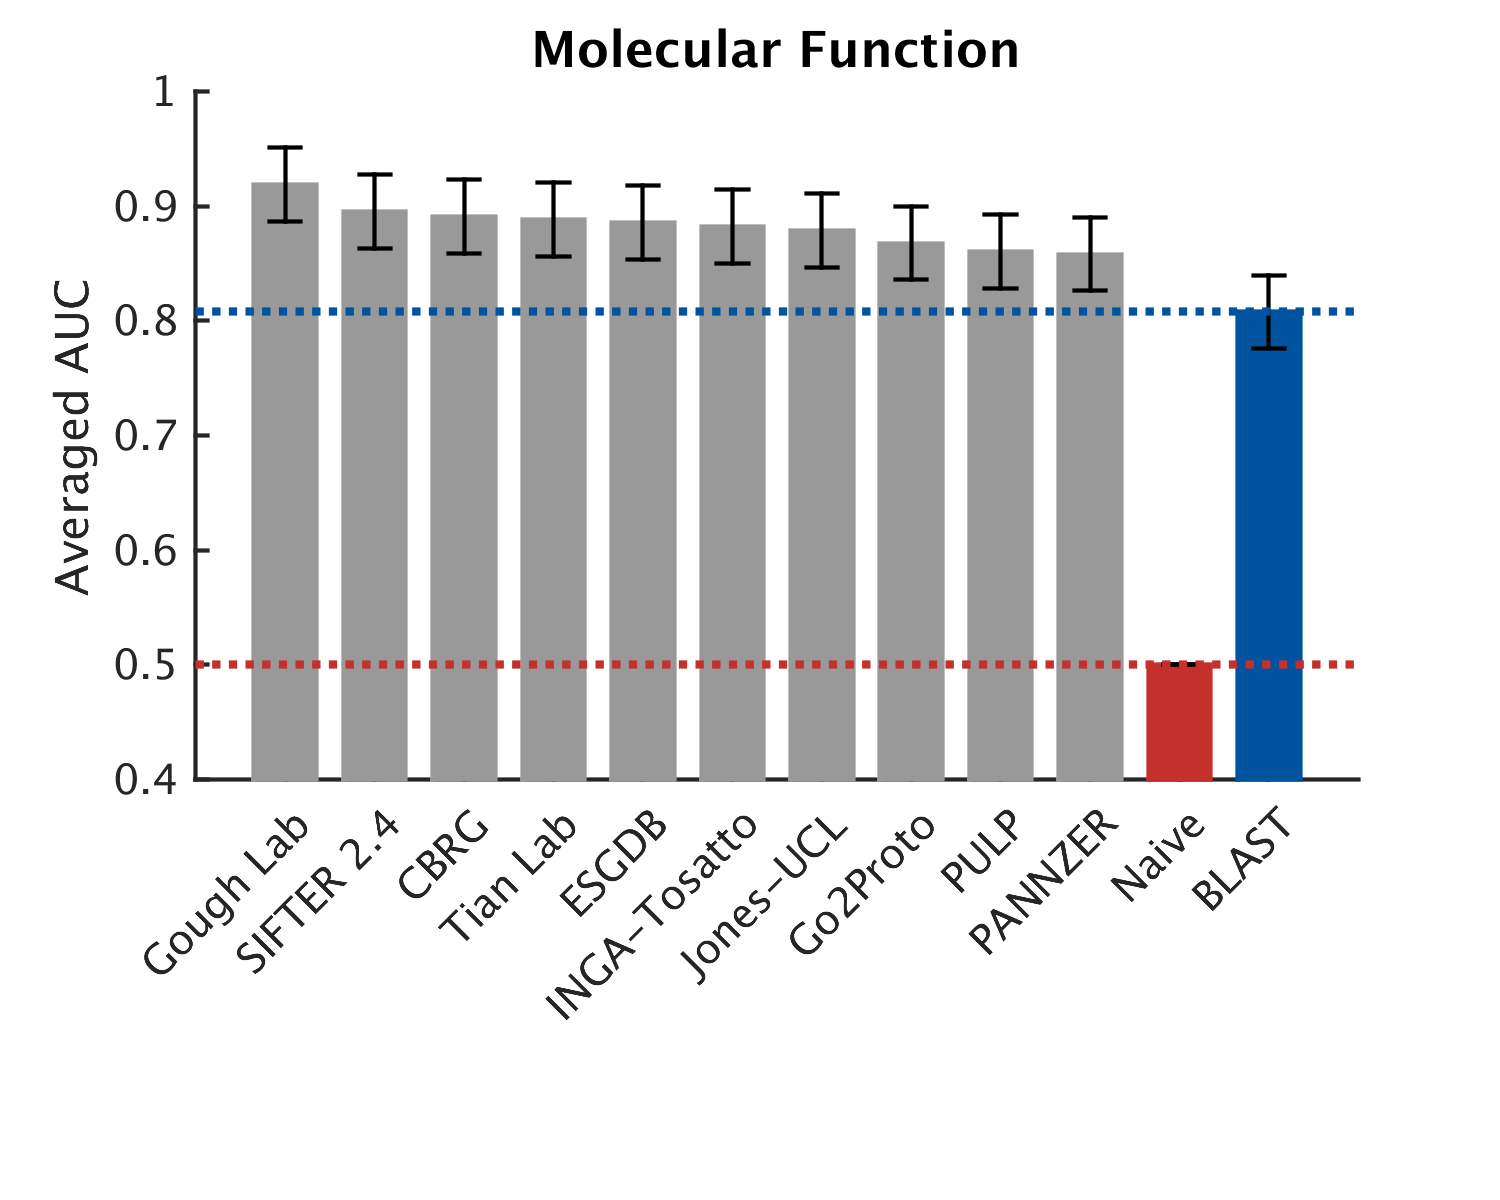 Molecular Function
Averaged AUC
1
0.9
0.8
0.7
0.6
0.5
0.4
Gough Lab
SIFTER 2.4
CBRG
Tian Lab
ESGDB
INGA-Tosatto
Jones-UCL
Go2Proto
PULP
PANNZER
Naive
BLAST